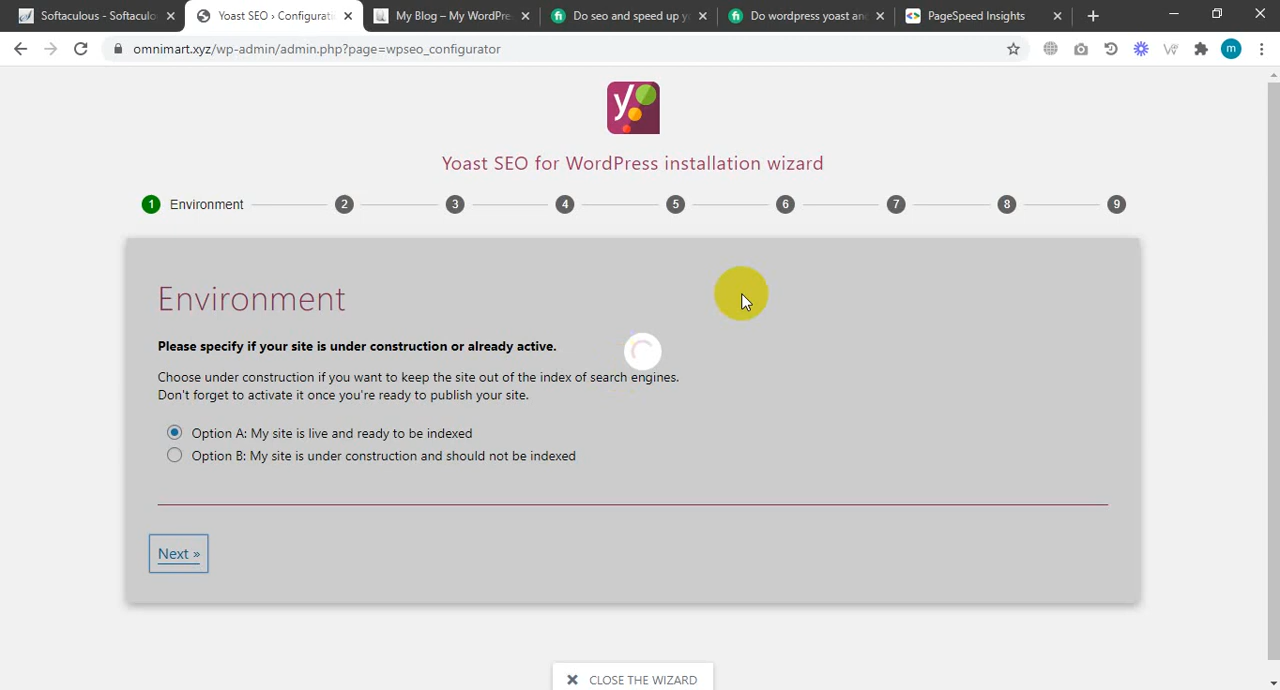 Softaculous - Softaculo
Yoast SEO › Configurati
My Blog – My WordPre
Do seo and speed up y
Do wordpress yoast an
PageSpeed Insights
omnimart.xyz/wp-admin/admin.php?page=wpseo_configurator
m
y
Yoast SEO for WordPress installation wizard
1 Environment 2 3 4 5 6 7 8 9
Environment
Please specify if your site is under construction or already active.
Choose under construction if you want to keep the site out of the index of search engines.
Don't forget to activate it once you're ready to publish your site.
Option A: My site is live and ready to be indexed
Option B: My site is under construction and should not be indexed
Next »
CLOSE THE WIZARD